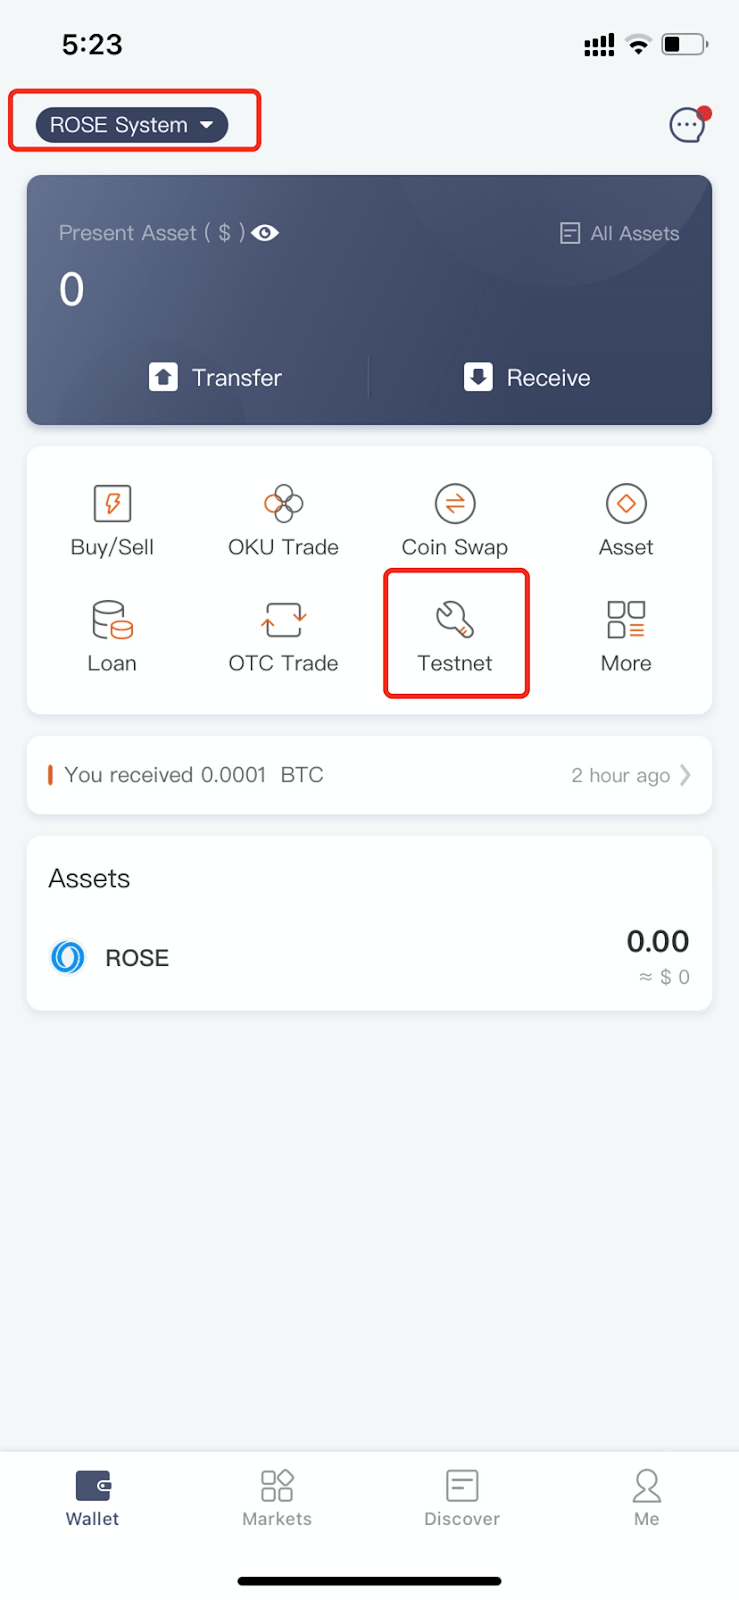 5:23
ROSE System
Present Asset ( $ )
All Assets
0
Transfer
Receive
Buy/Sell
OKU Trade
Coin Swap
Asset
Loan
OTC Trade
Testnet
More
You received 0.0001 BTC
2 hour ago
Assets
ROSE
0.00
≈ $ 0
Wallet
Markets
Discover
Me